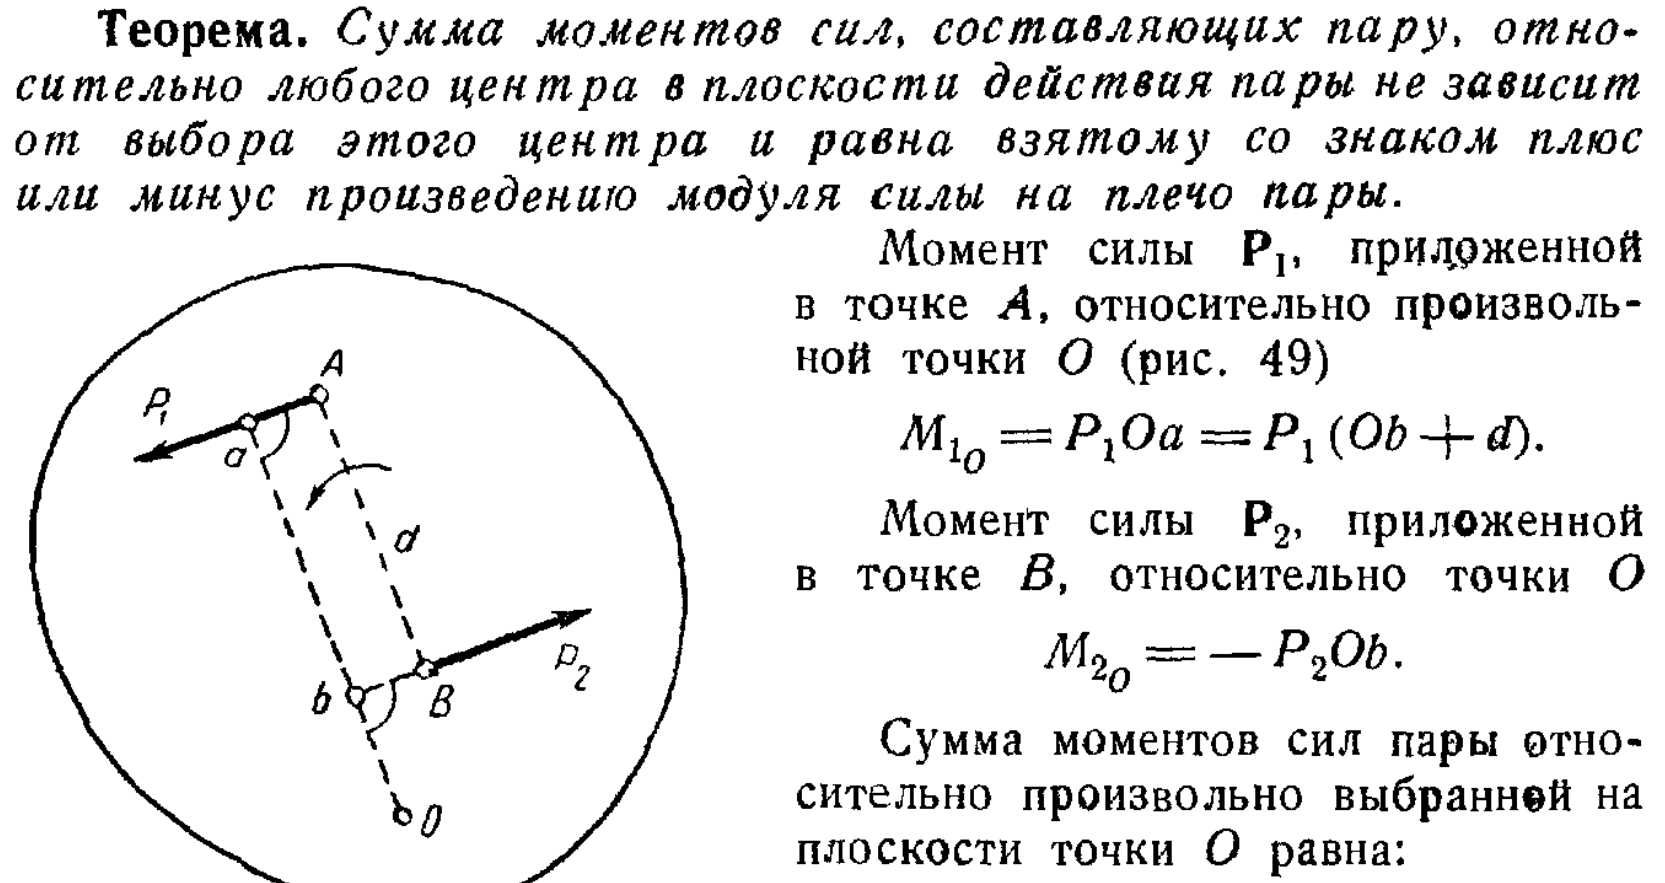 Теорема. Сумма моментов сил, составляющих пару, отно-
сительно любого центра в плоскости действия пары не зависит
от выбора этого центра и равна взятому со знаком плюс
или минус произведению модуля силы на плечо пары.
Момент силы P₁, приложенной
в точке A, относительно произволь-
ной точки O (рис. 49)
M₁O = P₁Oa = P₁ (Ob + d).
Момент силы P₂, приложенной
в точке B, относительно точки O
M₂O = — P₂Ob.
Сумма моментов сил пары отно-
сительно произвольно выбранной на
плоскости точки O равна:
A
P₁
a
d
P₂
b
B
O